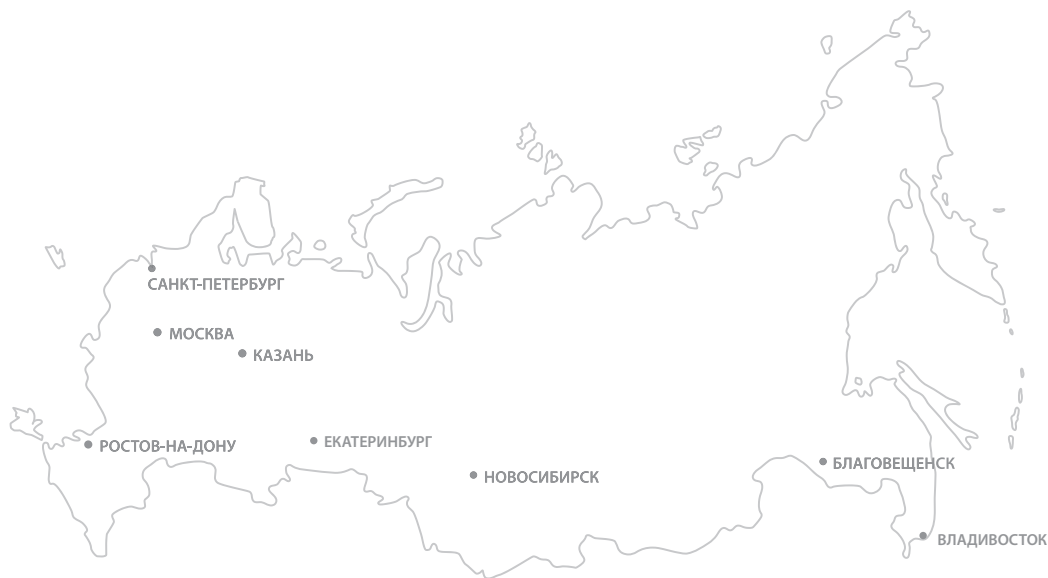 САНКТ-ПЕТЕРБУРГ
МОСКВА
КАЗАНЬ
РОСТОВ-НА-ДОНУ
ЕКАТЕРИНБУРГ
НОВОСИБИРСК
БЛАГОВЕЩЕНСК
ВЛАДИВОСТОК